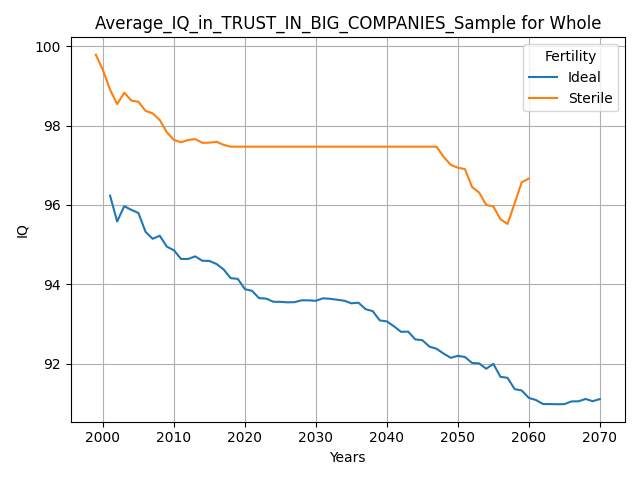 Average_IQ_in_TRUST_IN_BIG_COMPANIES_Sample for Whole
Fertility
Ideal
Sterile
100
98
96
94
92
IQ
2000 2010 2020 2030 2040 2050 2060 2070
Years